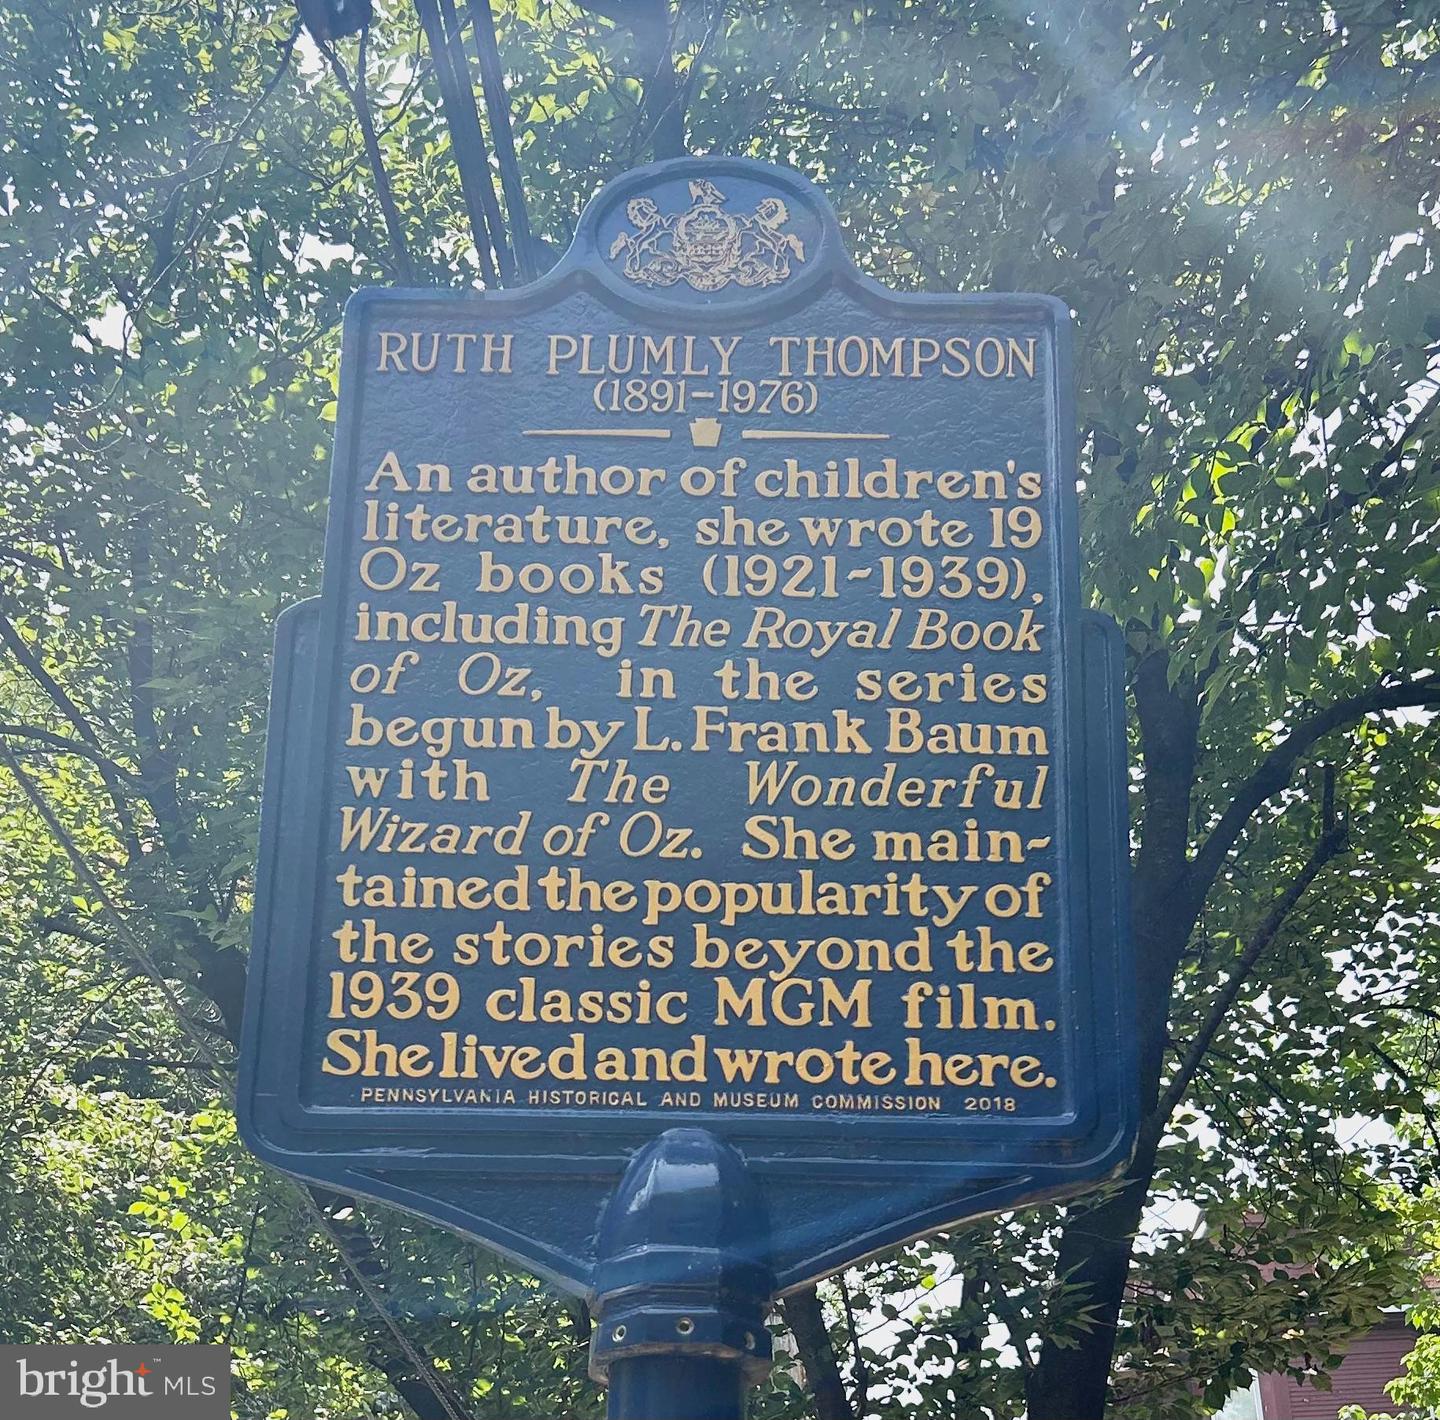 RUTH PLUMLY THOMPSON
(1891-1976)
An author of children's
literature, she wrote 19
Oz books (1921-1939),
including The Royal Book
of Oz, in the series
begun by L. Frank Baum
with The Wonderful
Wizard of Oz. She main-
tained the popularity of
the stories beyond the
1939 classic MGM film.
She lived and wrote here.
PENNSYLVANIA HISTORICAL AND MUSEUM COMMISSION 2018
bright™ MLS